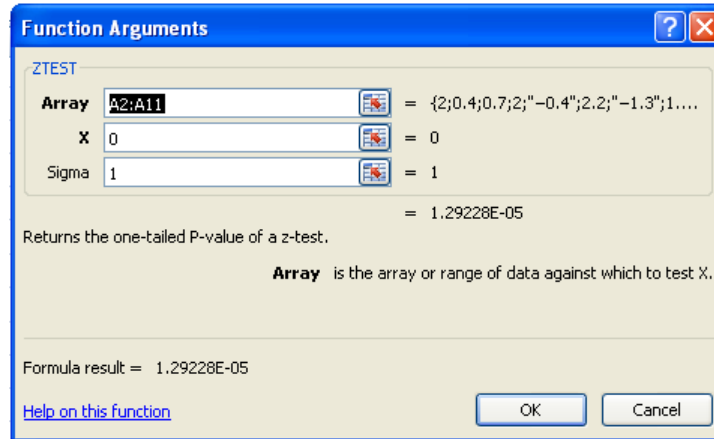 Function Arguments
ZTEST
Array A2:A11 = {2;0.4;0.7;2;"−0.4";2.2;"−1.3";1....
X 0 = 0
Sigma 1 = 1
= 1.29228E-05
Returns the one-tailed P-value of a z-test.
Array is the array or range of data against which to test X.
Formula result = 1.29228E-05
Help on this function OK Cancel